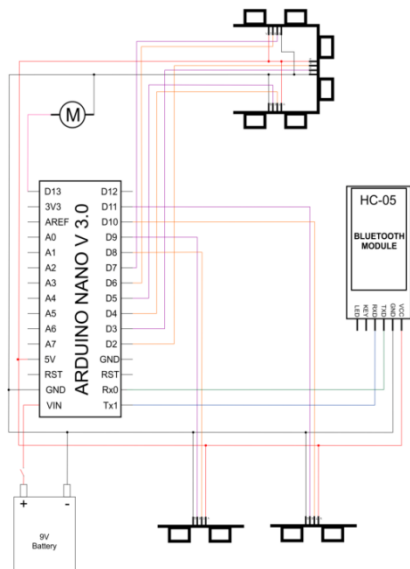 M
D13 D12
3V3 D11
AREF D10
A0 D9
A1 D8
A2 D7
A3 D6
A4 D5
A5 D4
A6 D3
A7 D2
5V GND
RST RST
GND Rx0
VIN Tx1
ARDUINO NANO V 3.0
HC-05
BLUETOOTH
MODULE
LED
KEY
RXD
TXD
GND
VCC
+ -
9V
Battery